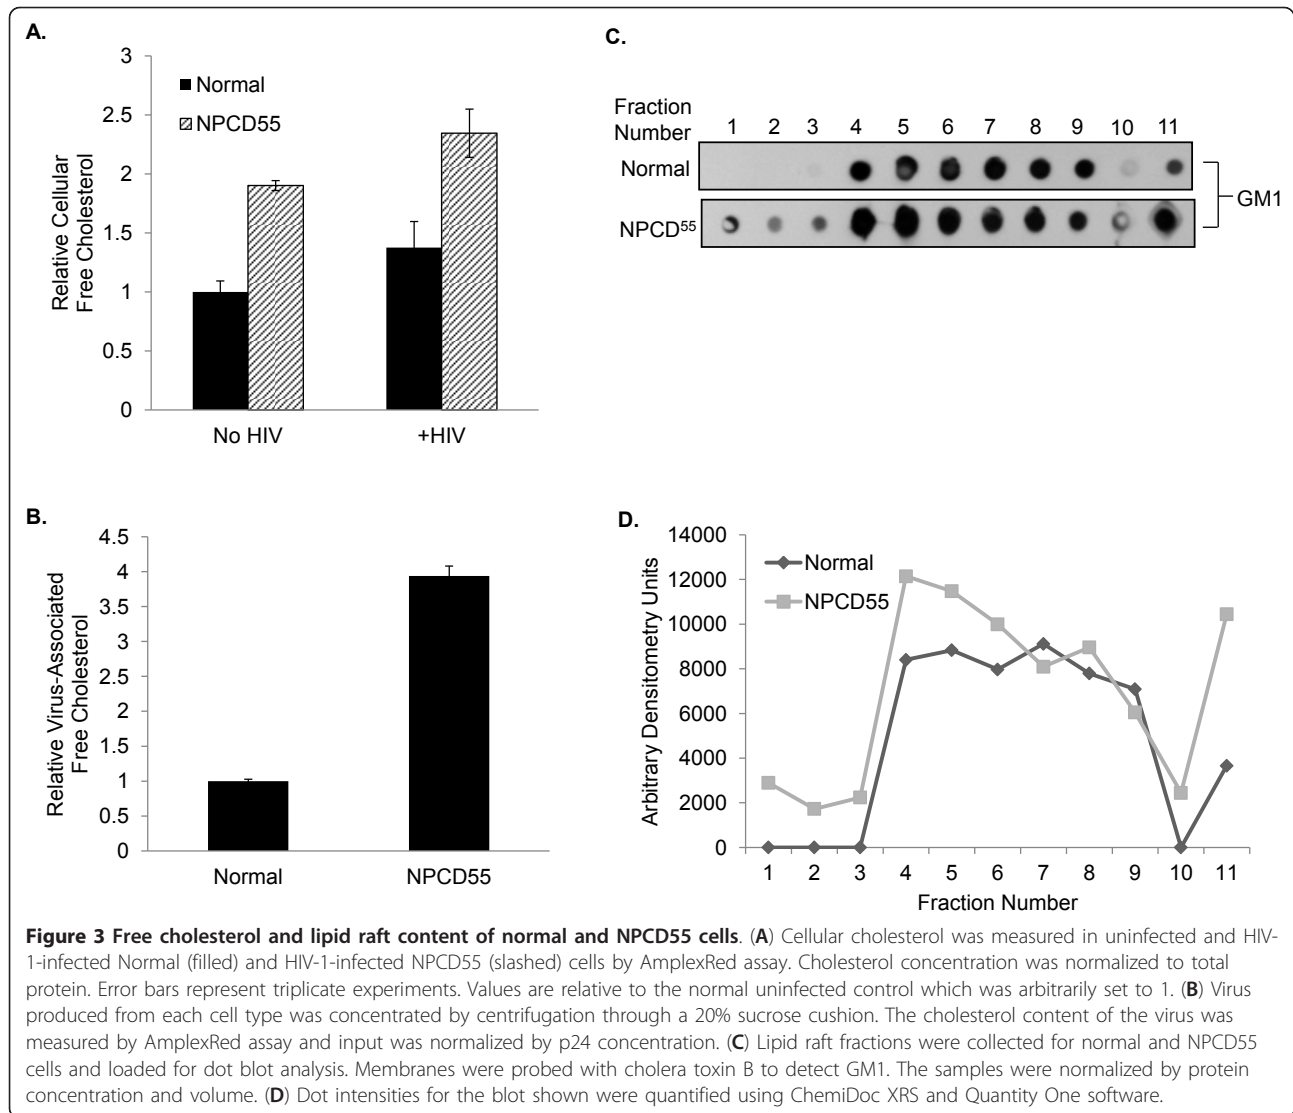 A.
3
2.5
2
1.5
1
0.5
0
Relative Cellular
Free Cholesterol
Normal
NPCD55
No HIV
+HIV
C.
Fraction
Number
1 2 3 4 5 6 7 8 9 10 11
Normal
NPCD55
GM1
B.
4.5
4
3.5
3
2.5
2
1.5
1
0.5
0
Relative Virus-Associated
Free Cholesterol
Normal
NPCD55
D.
14000
12000
10000
8000
6000
4000
2000
0
Arbitrary Densitometry Units
Normal
NPCD55
1 2 3 4 5 6 7 8 9 10 11
Fraction Number
Figure 3 Free cholesterol and lipid raft content of normal and NPCD55 cells. (A) Cellular cholesterol was measured in uninfected and HIV-
1-infected Normal (filled) and HIV-1-infected NPCD55 (slashed) cells by AmplexRed assay. Cholesterol concentration was normalized to total
protein. Error bars represent triplicate experiments. Values are relative to the normal uninfected control which was arbitrarily set to 1. (B) Virus
produced from each cell type was concentrated by centrifugation through a 20% sucrose cushion. The cholesterol content of the virus was
measured by AmplexRed assay and input was normalized by p24 concentration. (C) Lipid raft fractions were collected for normal and NPCD55
cells and loaded for dot blot analysis. Membranes were probed with cholera toxin B to detect GM1. The samples were normalized by protein
concentration and volume. (D) Dot intensities for the blot shown were quantified using ChemiDoc XRS and Quantity One software.